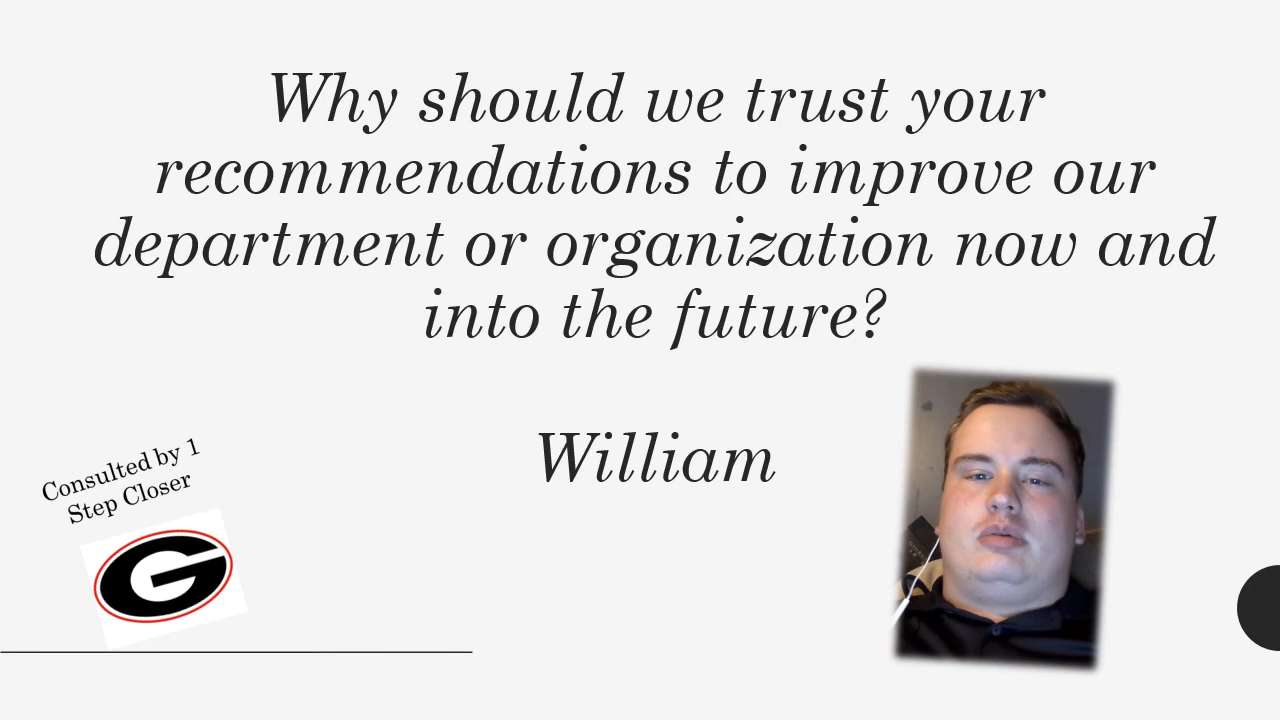 Why should we trust your
recommendations to improve our
department or organization now and
into the future?
William
Consulted by 1
Step Closer
G